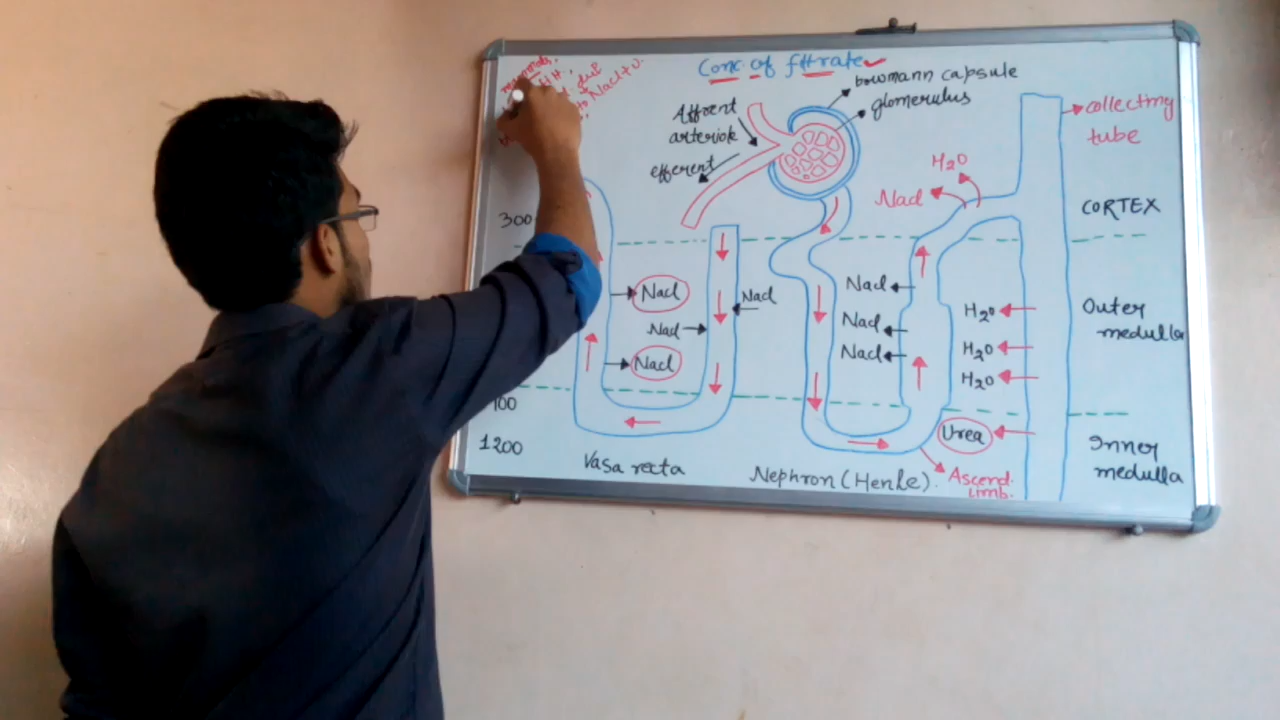 Conc. of filtrate
NaCl + U.
bowmann capsule
glomerulus
Afferent
arteriole
efferent
collecting
tube
H₂O
Nacl
CORTEX
300
Nacl
Nacl
Nacl
Nacl
Nacl
Nacl
Nacl
H₂O
H₂O
H₂O
Outer
medulla
1200
Urea
Inner
medulla
Vasa recta
Nephron (Henle).
Ascend.
limb.